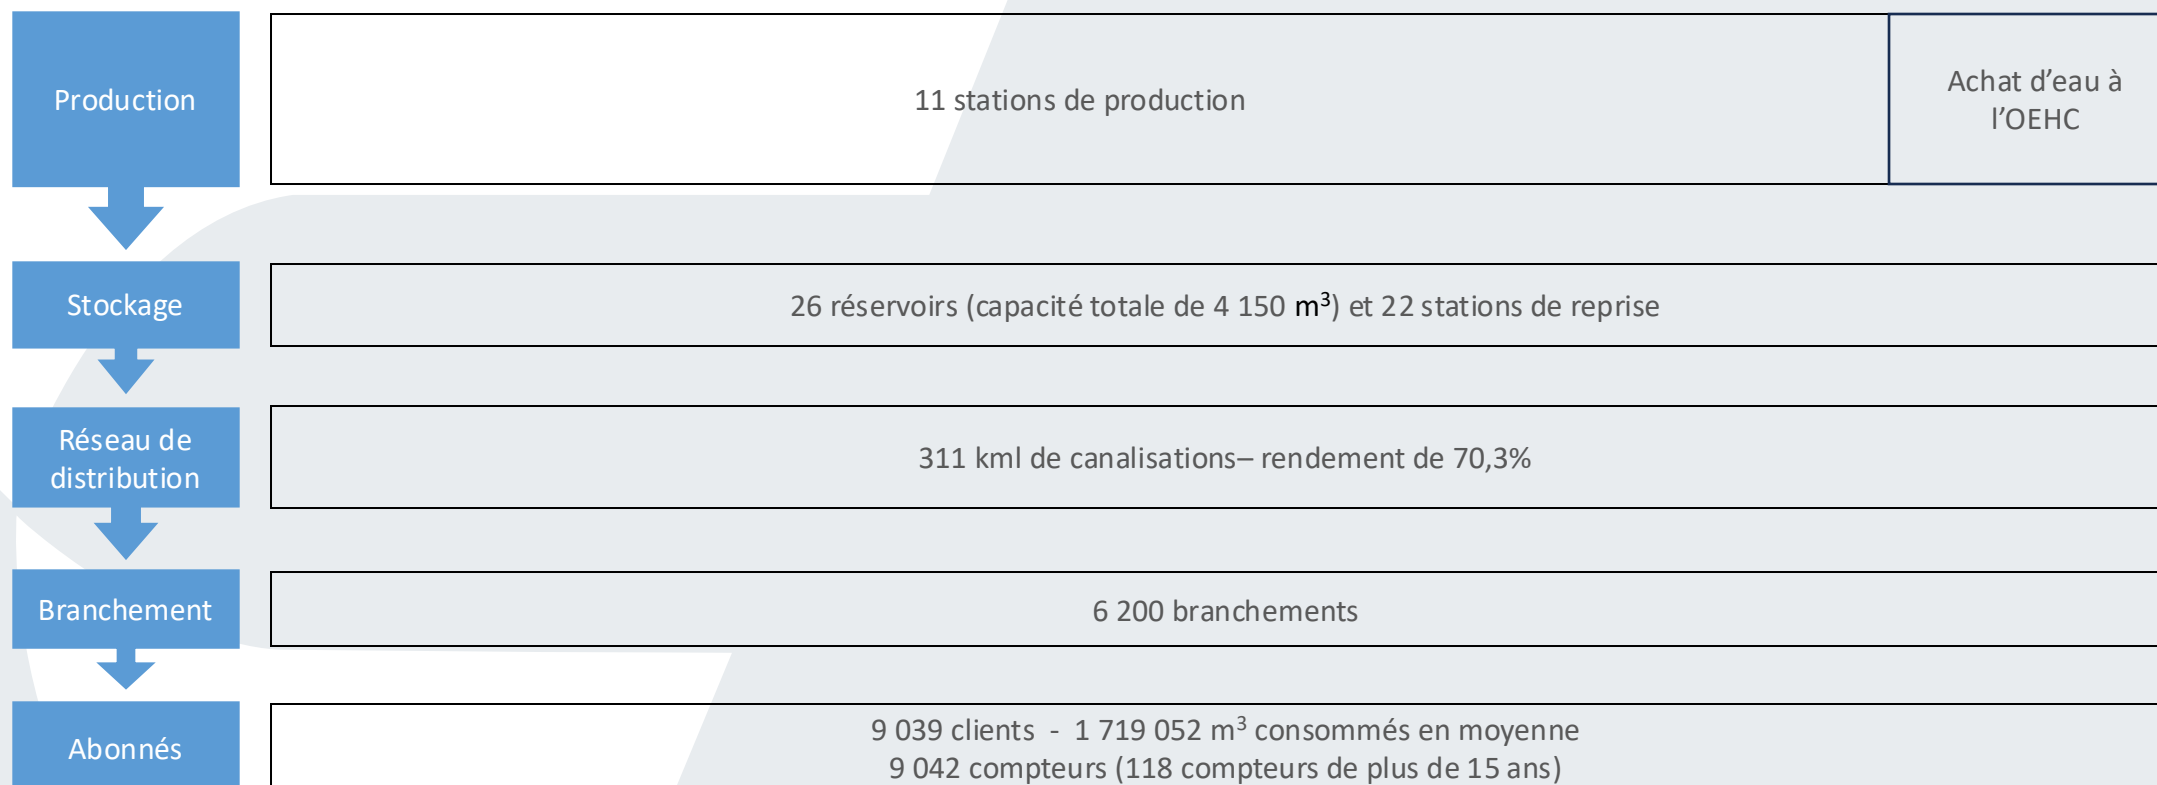 Production
11 stations de production
Achat d’eau à
l’OEHC
Stockage
26 réservoirs (capacité totale de 4 150 m³) et 22 stations de reprise
Réseau de
distribution
311 kml de canalisations– rendement de 70,3%
Branchement
6 200 branchements
Abonnés
9 039 clients - 1 719 052 m³ consommés en moyenne
9 042 compteurs (118 compteurs de plus de 15 ans)